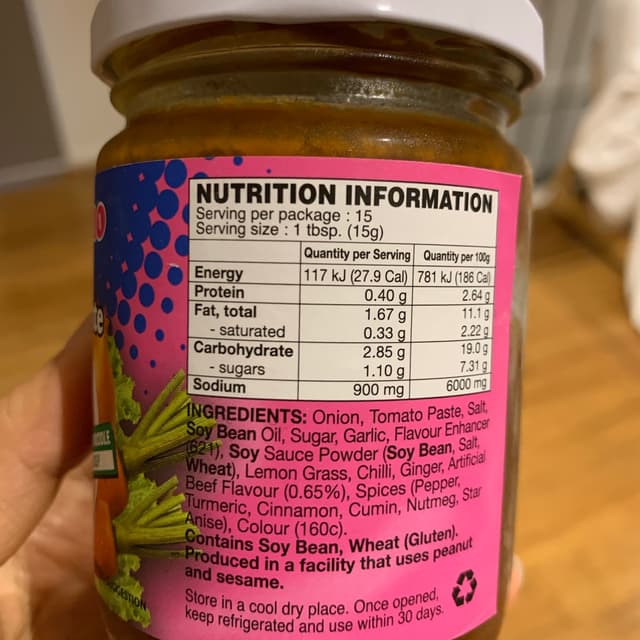 NUTRITION INFORMATION
Serving per package : 15
Serving size : 1 tbsp. (15g)
Quantity per Serving Quantity per 100g
Energy 117 kJ (27.9 Cal) 781 kJ (186 Cal)
Protein 0.40 g 2.64 g
Fat, total 1.67 g 11.1 g
- saturated 0.33 g 2.22 g
Carbohydrate 2.85 g 19.0 g
- sugars 1.10 g 7.31 g
Sodium 900 mg 6000 mg
INGREDIENTS: Onion, Tomato Paste, Salt,
Soy Bean Oil, Sugar, Garlic, Flavour Enhancer
(621), Soy Sauce Powder (Soy Bean, Salt,
Wheat), Lemon Grass, Chilli, Ginger, Artificial
Beef Flavour (0.65%), Spices (Pepper,
Turmeric, Cinnamon, Cumin, Nutmeg, Star
Anise), Colour (160c).
Contains Soy Bean, Wheat (Gluten).
Produced in a facility that uses peanut
and sesame.
Store in a cool dry place. Once opened,
keep refrigerated and use within 30 days.